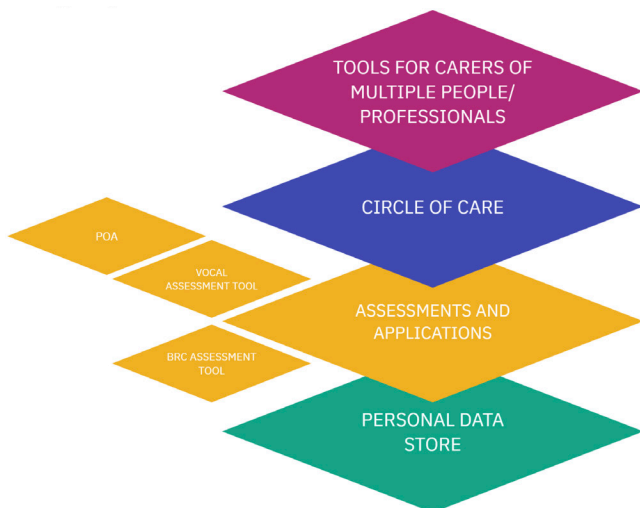 TOOLS FOR CARERS OF
MULTIPLE PEOPLE/
PROFESSIONALS
CIRCLE OF CARE
POA
VOCAL
ASSESSMENT TOOL
ASSESSMENTS AND
APPLICATIONS
BRC ASSESSMENT
TOOL
PERSONAL DATA
STORE